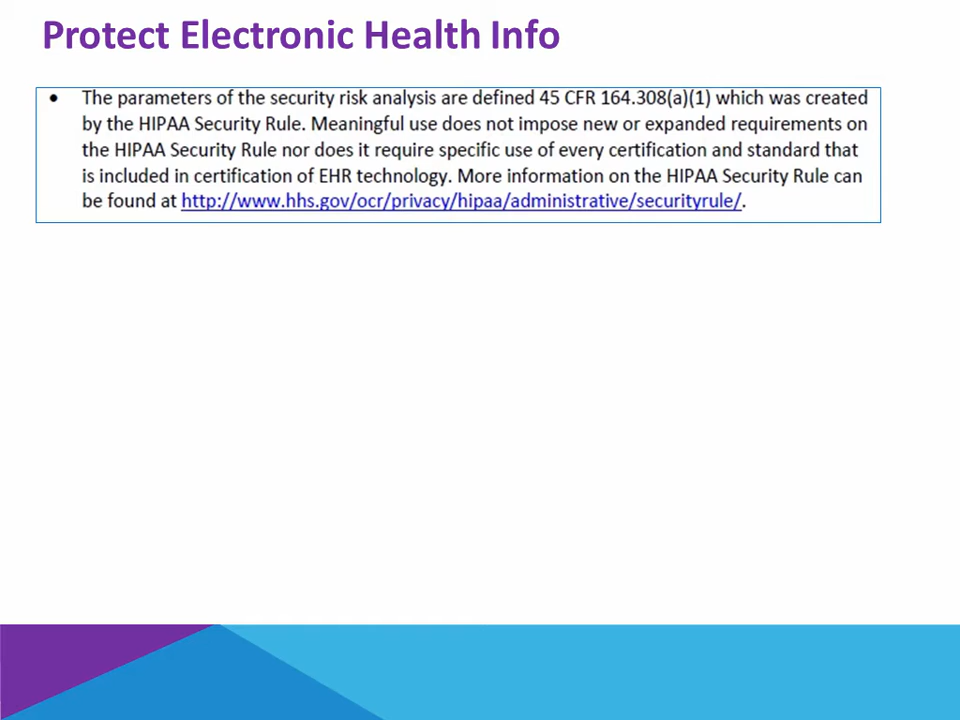 Protect Electronic Health Info
• The parameters of the security risk analysis are defined 45 CFR 164.308(a)(1) which was created
by the HIPAA Security Rule. Meaningful use does not impose new or expanded requirements on
the HIPAA Security Rule nor does it require specific use of every certification and standard that
is included in certification of EHR technology. More information on the HIPAA Security Rule can
be found at http://www.hhs.gov/ocr/privacy/hipaa/administrative/securityrule/.